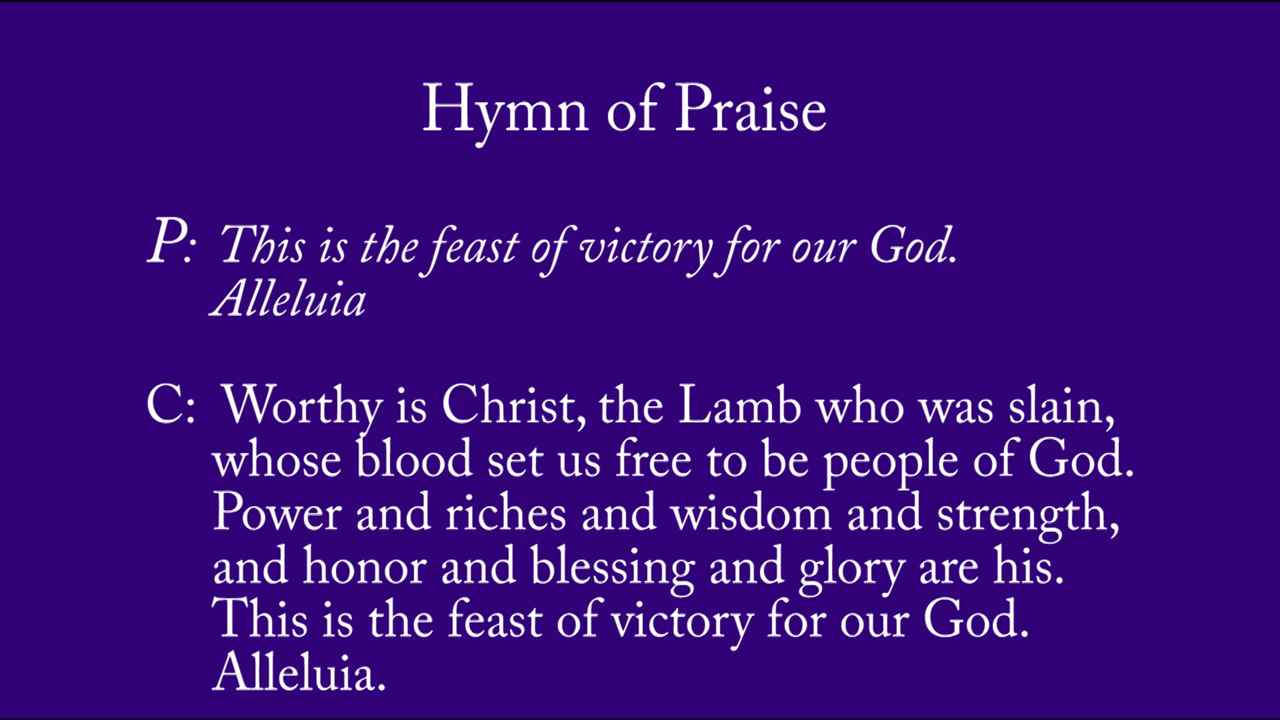 Hymn of Praise
P: This is the feast of victory for our God.
Alleluia
C: Worthy is Christ, the Lamb who was slain,
whose blood set us free to be people of God.
Power and riches and wisdom and strength,
and honor and blessing and glory are his.
This is the feast of victory for our God.
Alleluia.